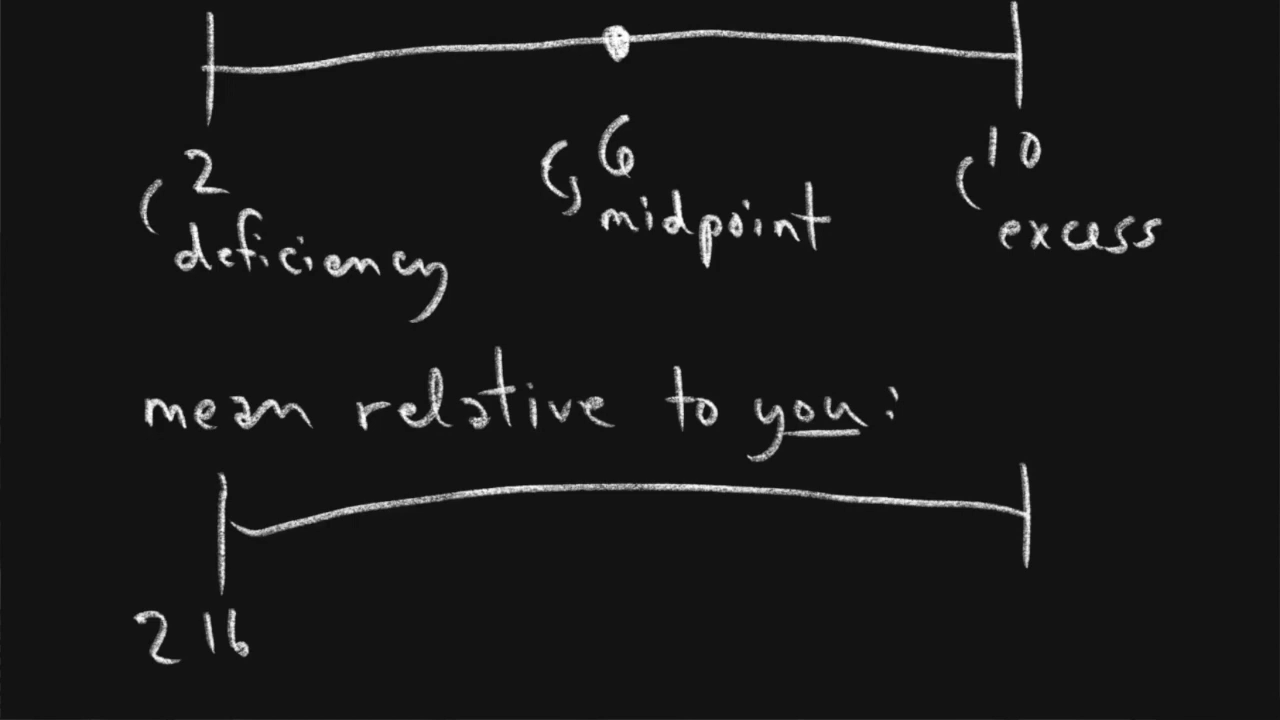 2 6 10
deficiency midpoint excess
mean relative to you:
2 lb